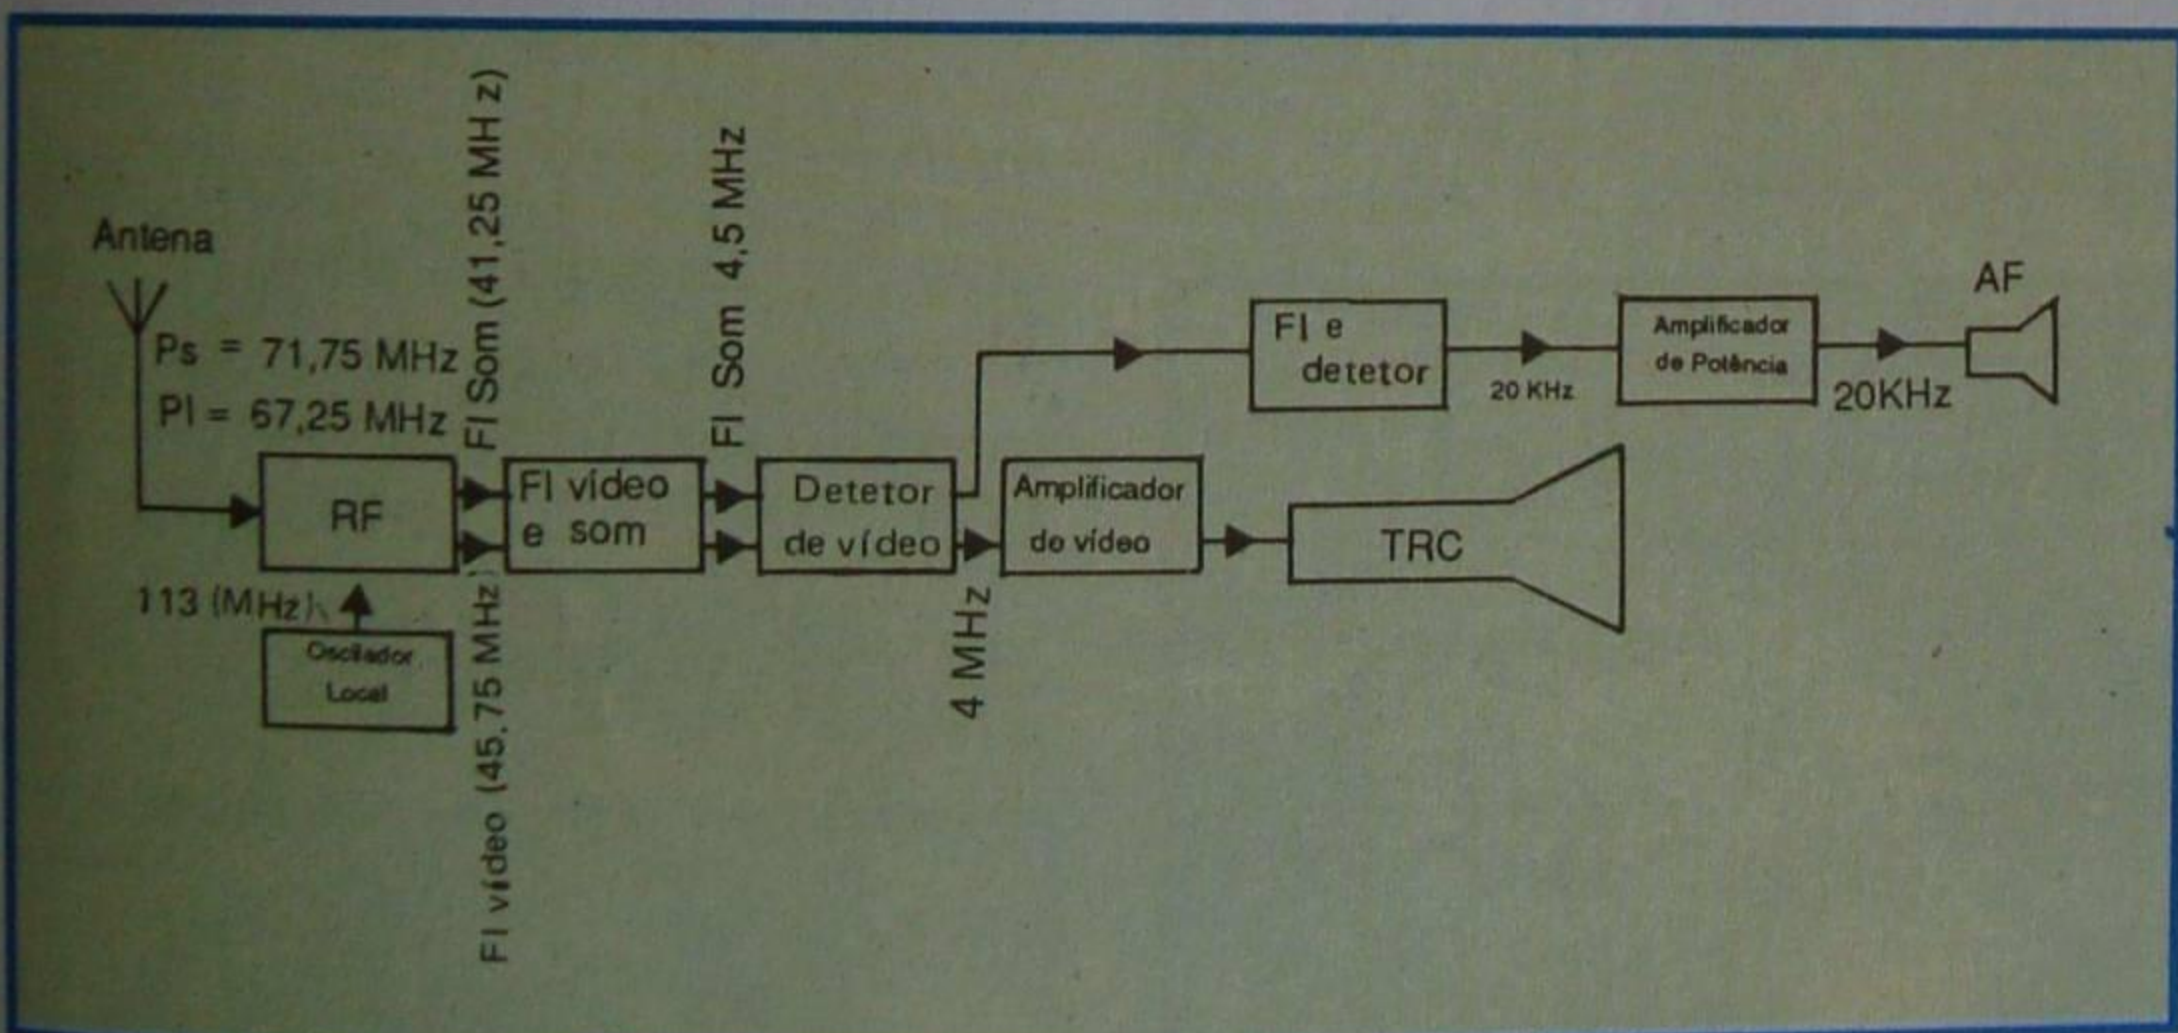 Antena
Ps = 71,75 MHz
PI = 67,25 MHz
FI Som (41,25 MH z)
FI Som 4,5 MHz
RF
113 (MHz)
Oscilador
Local
FI vídeo (45,75 MHz)
FI vídeo
e som
Detetor
de vídeo
4 MHz
Amplificador
de vídeo
TRC
FI e
detetor
20 KHz
Amplificador
de Potência
20KHz
AF